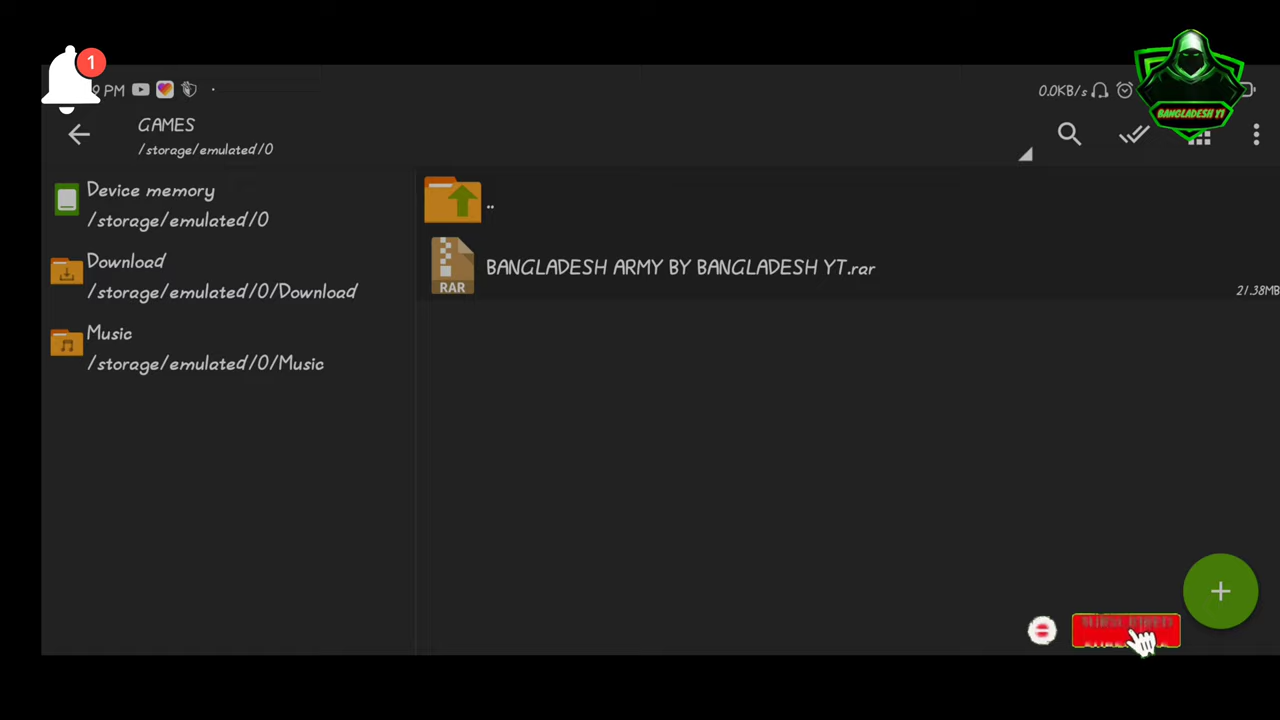 1
9 PM
0.0KB/s
BANGLADESH YT
GAMES
/storage/emulated/0
Device memory
/storage/emulated/0
Download
/storage/emulated/0/Download
Music
/storage/emulated/0/Music
..
RAR
BANGLADESH ARMY BY BANGLADESH YT.rar
21.38MB